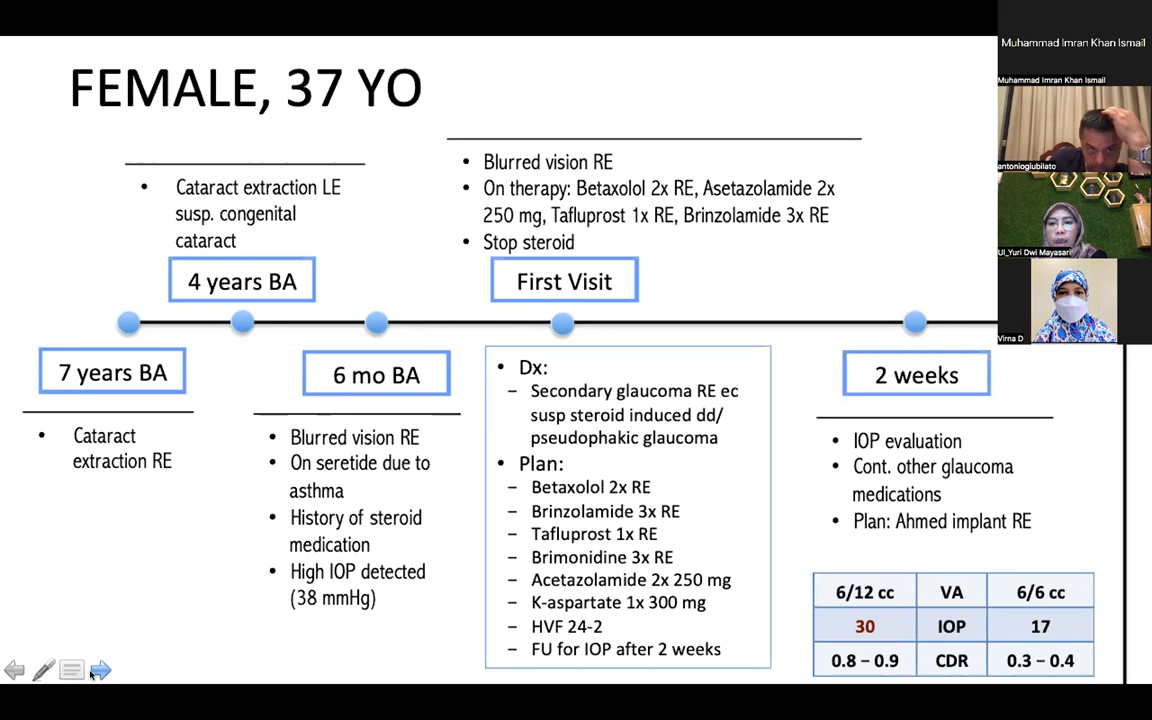 FEMALE, 37 YO
• Cataract extraction LE
susp. congenital
cataract
4 years BA
• Blurred vision RE
• On therapy: Betaxolol 2x RE, Asetazolamide 2x
250 mg, Tafluprost 1x RE, Brinzolamide 3x RE
• Stop steroid
First Visit
7 years BA
• Cataract
extraction RE
6 mo BA
• Blurred vision RE
• On seretide due to
asthma
• History of steroid
medication
• High IOP detected
(38 mmHg)
• Dx:
– Secondary glaucoma RE ec
susp steroid induced dd/
pseudophakic glaucoma
• Plan:
– Betaxolol 2x RE
– Brinzolamide 3x RE
– Tafluprost 1x RE
– Brimonidine 3x RE
– Acetazolamide 2x 250 mg
– K-aspartate 1x 300 mg
– HVF 24-2
– FU for IOP after 2 weeks
2 weeks
• IOP evaluation
• Cont. other glaucoma
medications
• Plan: Ahmed implant RE
6/12 cc VA 6/6 cc
30 IOP 17
0.8 – 0.9 CDR 0.3 – 0.4
Muhammad Imran Khan Ismail
Muhammad Imran Khan Ismail
antoniogiubilato
UI_Yuri Dwi Mayasari
Virna D